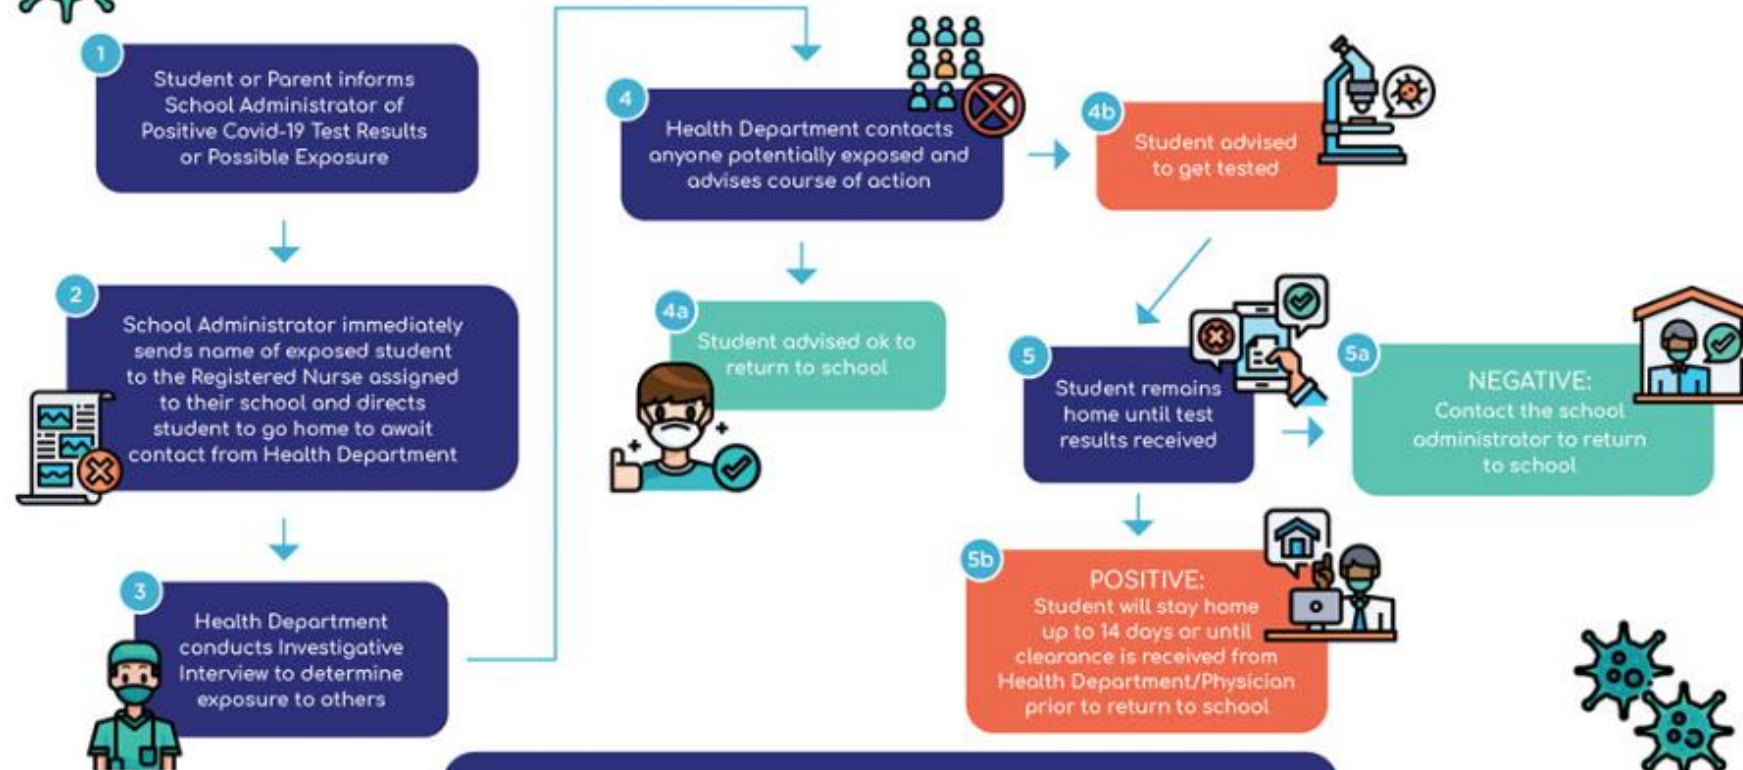 1
Student or Parent informs
School Administrator of
Positive Covid-19 Test Results
or Possible Exposure
2
School Administrator immediately
sends name of exposed student
to the Registered Nurse assigned
to their school and directs
student to go home to await
contact from Health Department
3
Health Department
conducts Investigative
Interview to determine
exposure to others
4
Health Department contacts
anyone potentially exposed and
advises course of action
4a
Student advised ok to
return to school
4b
Student advised
to get tested
5
Student remains
home until test
results received
5a
NEGATIVE:
Contact the school
administrator to return
to school
5b
POSITIVE:
Student will stay home
up to 14 days or until
clearance is received from
Health Department/Physician
prior to return to school